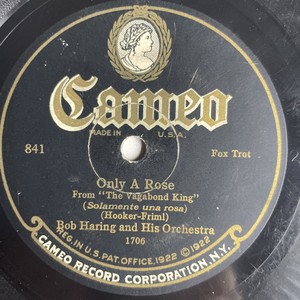 Cameo
MADE IN U.S.A.
841 Fox Trot
Only A Rose
From "The Vagabond King"
(Solamente una rosa)
(Hooker-Friml)
Bob Haring and His Orchestra
1706
REG. IN U.S. PAT. OFFICE. 1922 © 1922
CAMEO RECORD CORPORATION, N.Y.